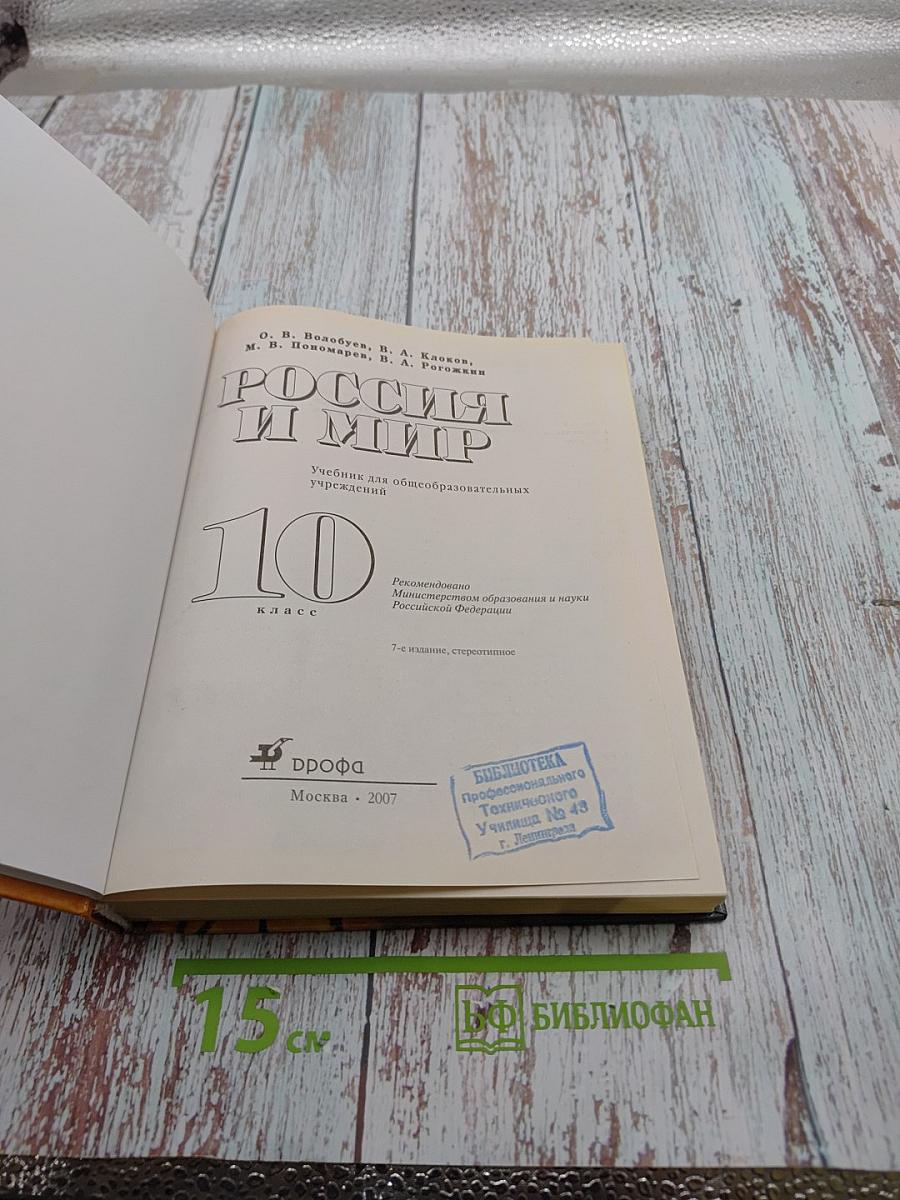 О. В. Волобуев, В. А. Клоков,
М. В. Пономарев, В. А. Рогожкин
РОССИЯ
И МИР
Учебник для общеобразовательных
учреждений
10
класс
Рекомендовано
Министерством образования и науки
Российской Федерации
7-е издание, стереотипное
дрофа
Москва • 2007
БИБЛИОТЕКА
Профессионального
Технического
Училища № 43
г. Ленинграда
15 см
БФ БИБЛИОФАН